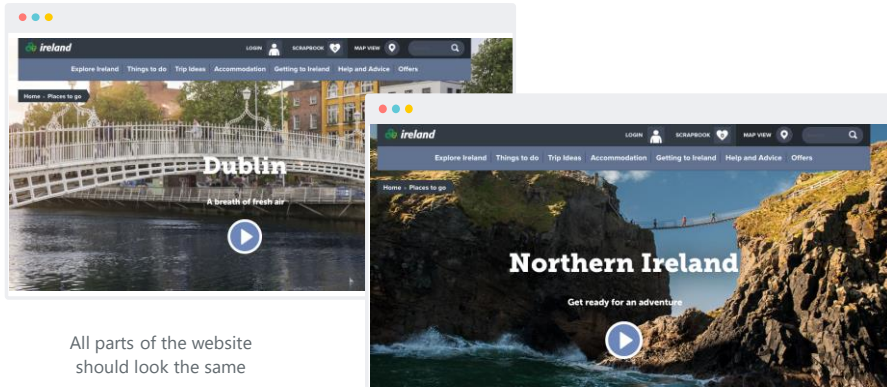 ireland
LOGIN SCRAPBOOK MAP VIEW
Explore Ireland Things to do Trip Ideas Accommodation Getting to Ireland Help and Advice Offers
Home - Places to go
Dublin
A breath of fresh air
ireland
LOGIN SCRAPBOOK MAP VIEW
Explore Ireland Things to do Trip Ideas Accommodation Getting to Ireland Help and Advice Offers
Home - Places to go
Northern Ireland
Get ready for an adventure
All parts of the website
should look the same